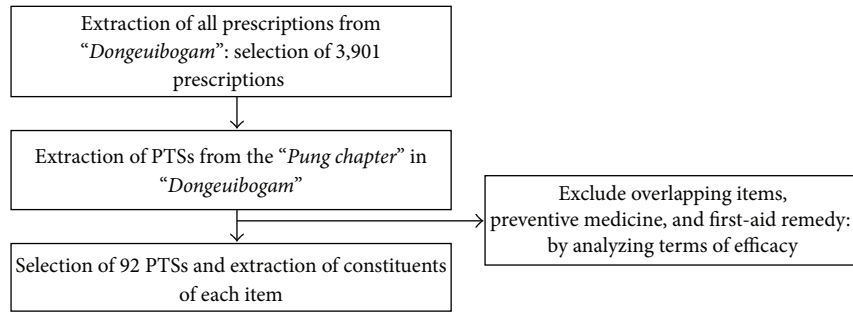 Extraction of all prescriptions from
“Dongeuibogam”: selection of 3,901
prescriptions
Extraction of PTSs from the “Pung chapter” in
“Dongeuibogam”
Exclude overlapping items,
preventive medicine, and first-aid remedy:
by analyzing terms of efficacy
Selection of 92 PTSs and extraction of constituents
of each item